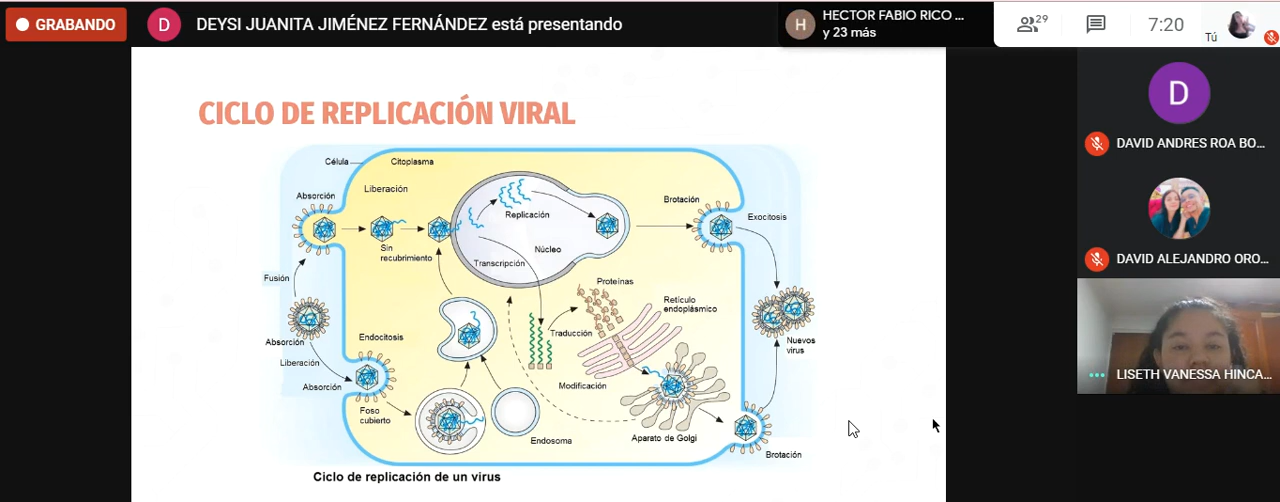 GRABANDO
D
DEYSI JUANITA JIMÉNEZ FERNÁNDEZ está presentando
H
HECTOR FABIO RICO ...
y 23 más
29
7:20
Tú
CICLO DE REPLICACIÓN VIRAL
Célula
Citoplasma
Absorción
Liberación
Replicación
Brotación
Exocitosis
Sin
recubrimiento
Núcleo
Transcripción
Fusión
Proteínas
Retículo
endoplásmico
Absorción
Endocitosis
Traducción
Nuevos
virus
Liberación
Absorción
Modificación
Foso
cubierto
Endosoma
Aparato de Golgi
Brotación
Ciclo de replicación de un virus
D
DAVID ANDRES ROA BO...
DAVID ALEJANDRO ORO...
LISETH VANESSA HINCA...